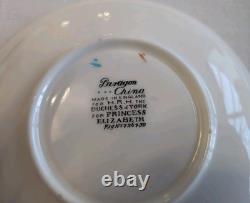 Paragon
China
MADE IN ENGLAND
FOR H.R.H. THE
DUCHESS of YORK
FOR PRINCESS
ELIZABETH